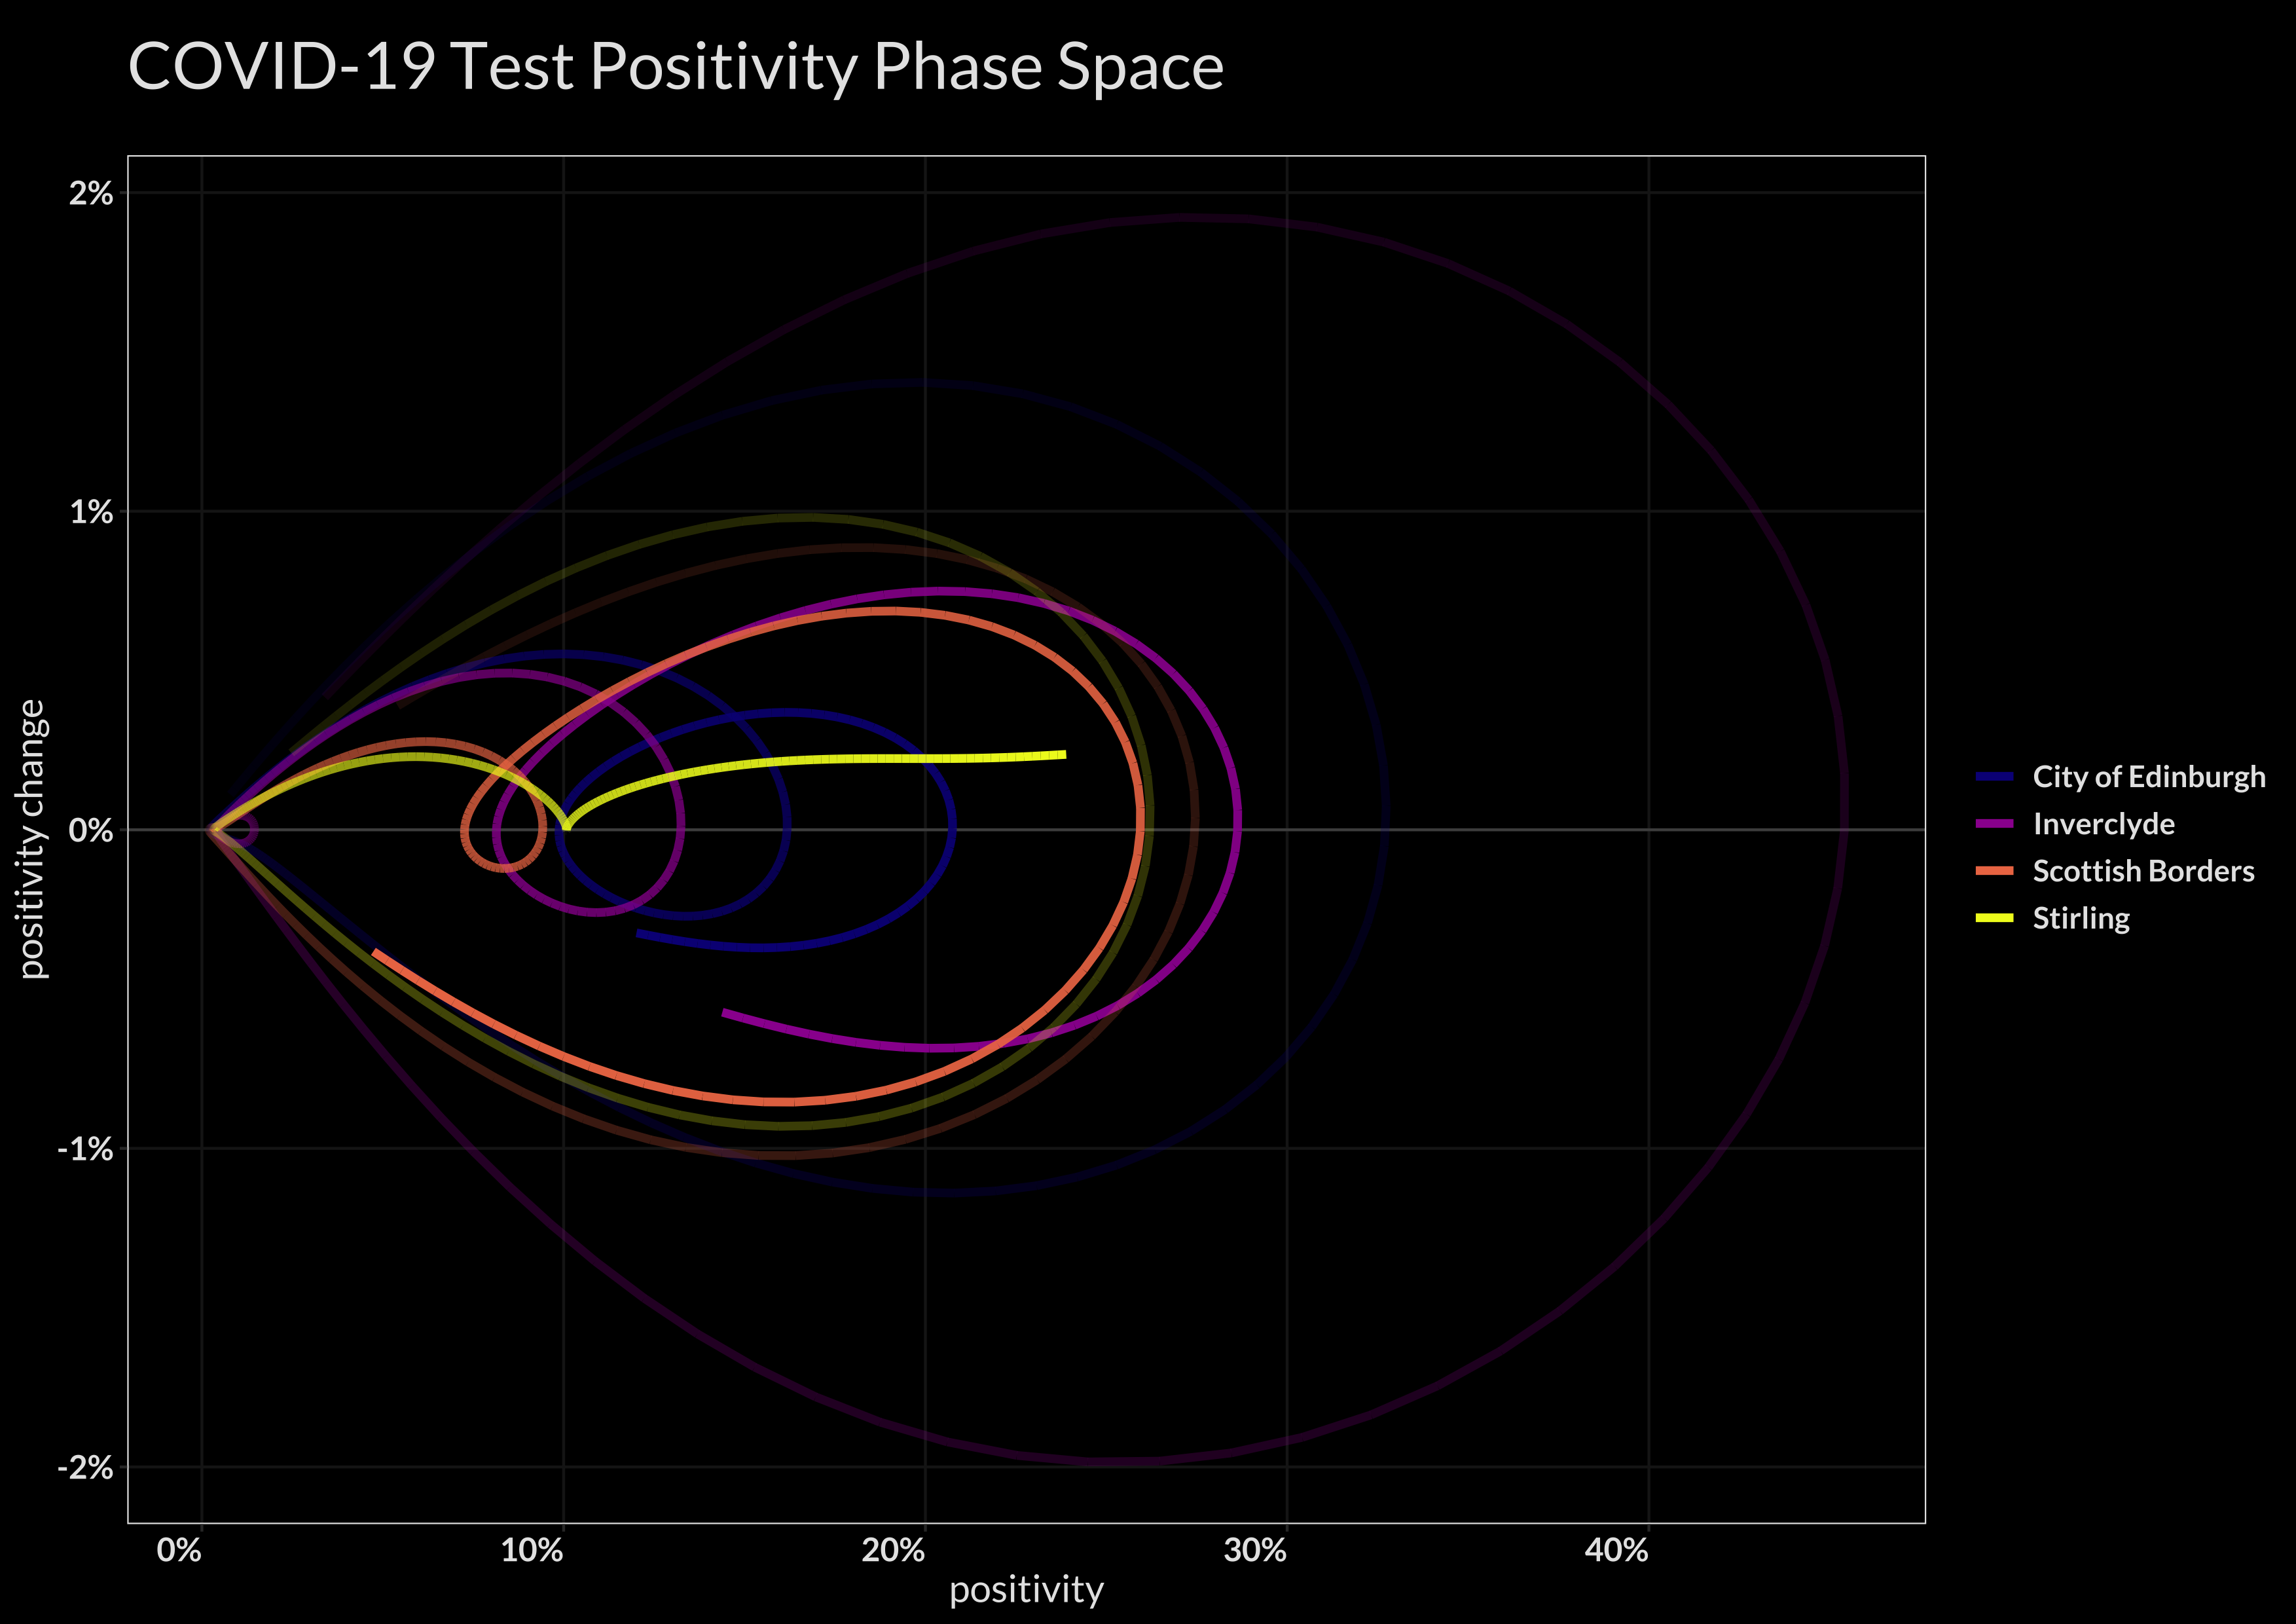 COVID-19 Test Positivity Phase Space
positivity change
2%
1%
0%
-1%
-2%
0%
10%
20%
30%
40%
positivity
City of Edinburgh
Inverclyde
Scottish Borders
Stirling